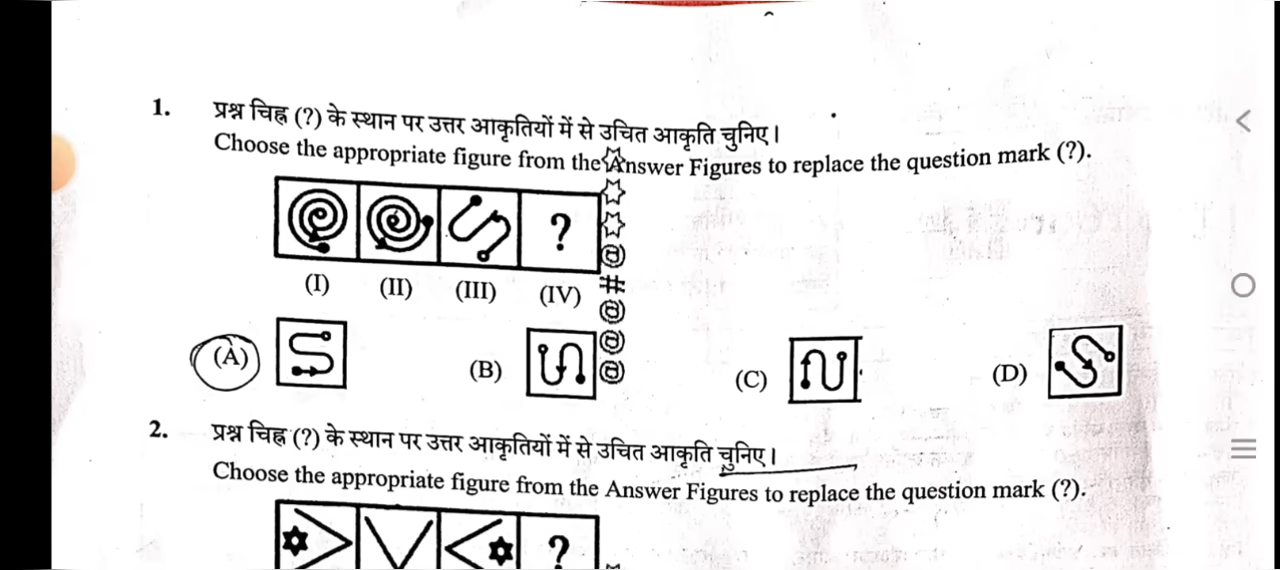 1. प्रश्न चिह्न (?) के स्थान पर उत्तर आकृतियों में से उचित आकृति चुनिए।
Choose the appropriate figure from the Answer Figures to replace the question mark (?).
?
(I) (II) (III) (IV)
@
#
@
@
@
(A) (B) (C) (D)
2. प्रश्न चिह्न (?) के स्थान पर उत्तर आकृतियों में से उचित आकृति चुनिए।
Choose the appropriate figure from the Answer Figures to replace the question mark (?).
?